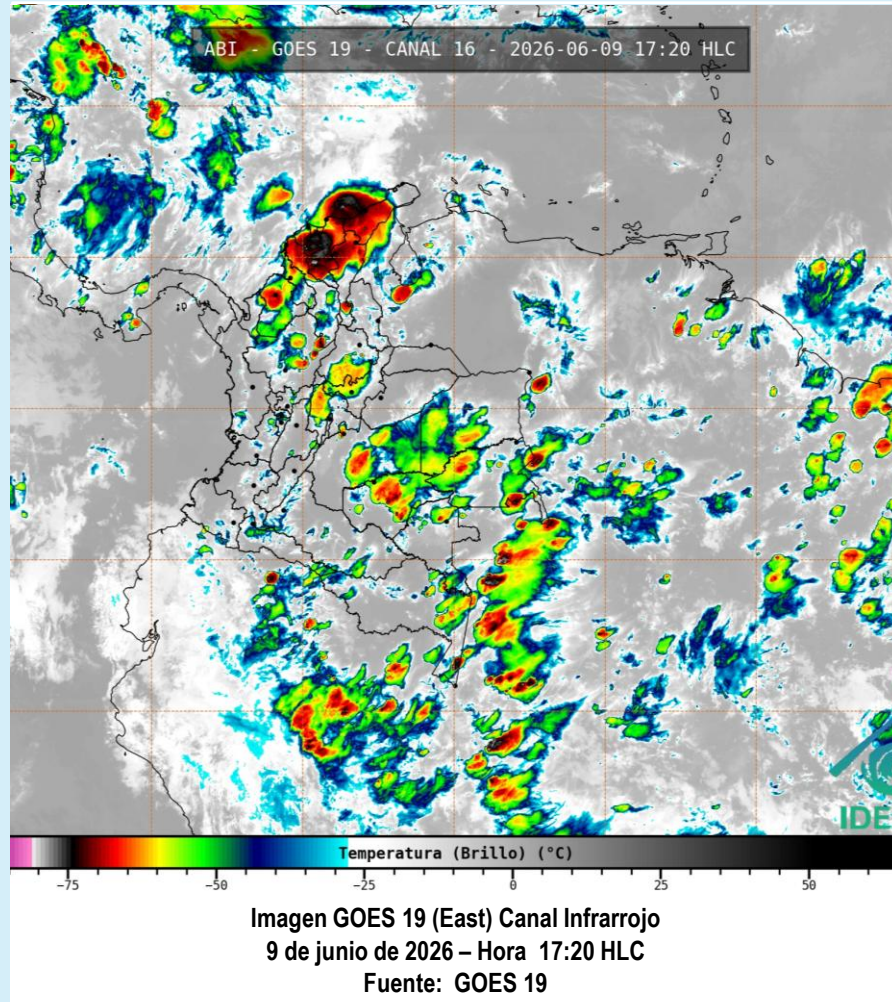 ABI - GOES 19 - CANAL 16 - 2026-06-09 17:20 HLC
Temperatura (Brillo) (°C)
−75 −50 −25 0 25 50
Imagen GOES 19 (East) Canal Infrarrojo
9 de junio de 2026 – Hora 17:20 HLC
Fuente: GOES 19